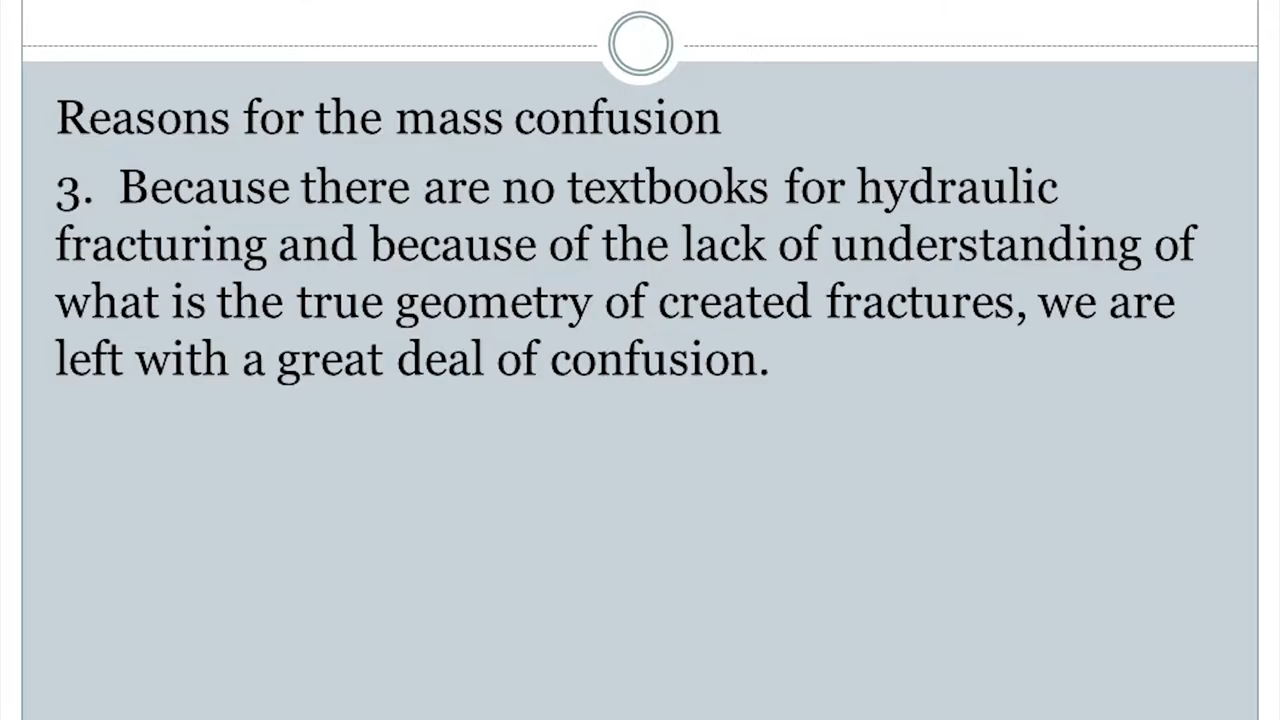 Reasons for the mass confusion
3. Because there are no textbooks for hydraulic
fracturing and because of the lack of understanding of
what is the true geometry of created fractures, we are
left with a great deal of confusion.